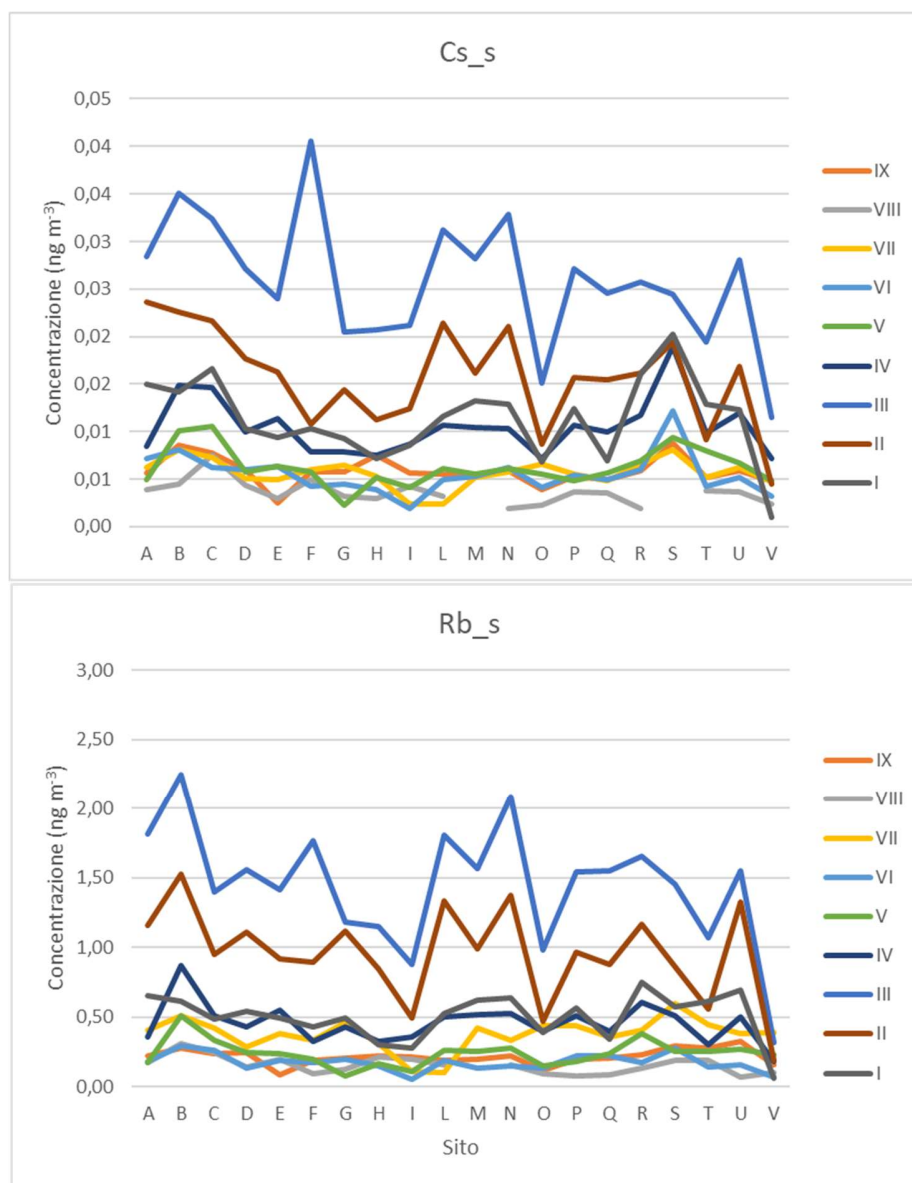 Cs_s
Concentrazione (ng m⁻³)
0,05
0,04
0,04
0,03
0,03
0,02
0,02
0,01
0,01
0,00
A B C D E F G H I L M N O P Q R S T U V
IX
VIII
VII
VI
V
IV
III
II
I
Rb_s
Concentrazione (ng m⁻³)
3,00
2,50
2,00
1,50
1,00
0,50
0,00
A B C D E F G H I L M N O P Q R S T U V
Sito
IX
VIII
VII
VI
V
IV
III
II
I